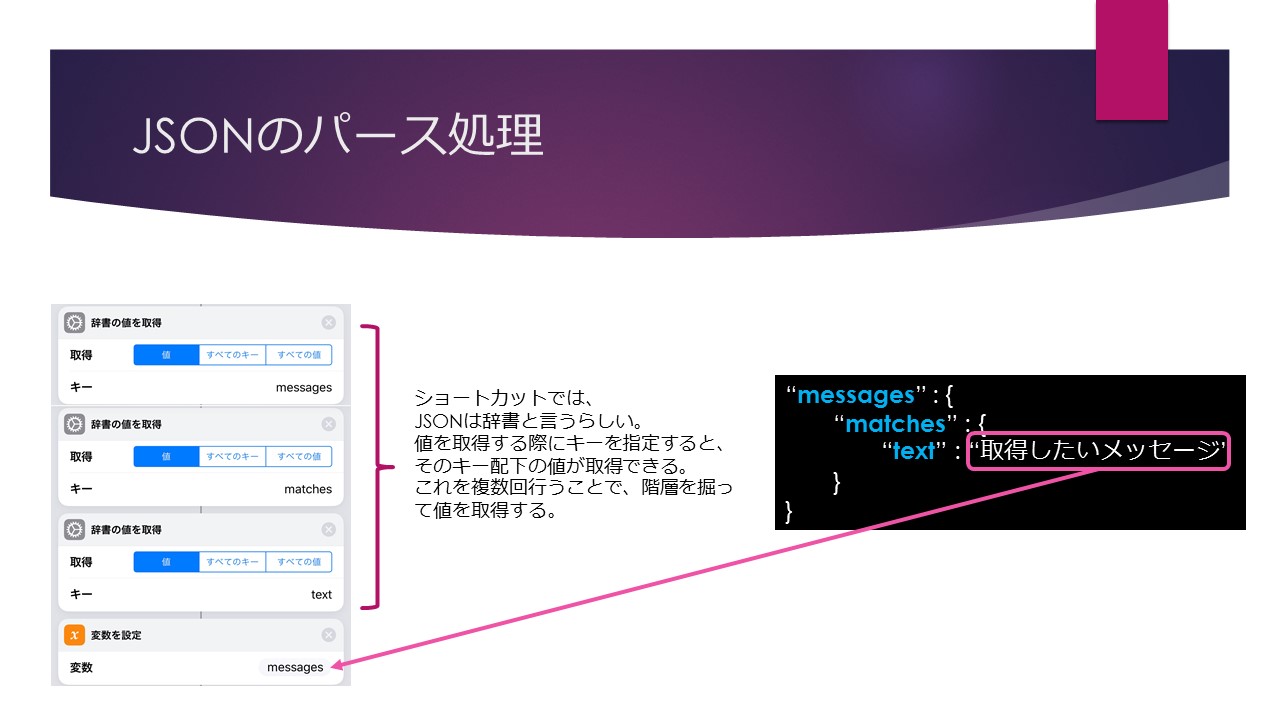 JSONのパース処理
辞書の値を取得
取得 値 すべてのキー すべての値
キー messages
辞書の値を取得
取得 値 すべてのキー すべての値
キー matches
辞書の値を取得
取得 値 すべてのキー すべての値
キー text
変数を設定
変数 messages
ショートカットでは、
JSONは辞書と言うらしい。
値を取得する際にキーを指定すると、
そのキー配下の値が取得できる。
これを複数回行うことで、階層を掘っ
て値を取得する。
“messages” : {
“matches” : {
“text” : “取得したいメッセージ”
}
}